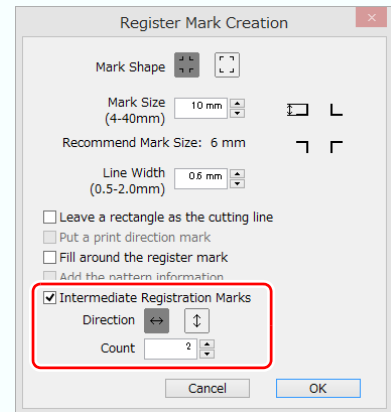 Register Mark Creation
Mark Shape
Mark Size 10 mm
(4-40mm)
Recommend Mark Size: 6 mm
Line Width 0.6 mm
(0.5-2.0mm)
Leave a rectangle as the cutting line
Put a print direction mark
Fill around the register mark
Add the pattern information
Intermediate Registration Marks
Direction
Count 2
Cancel OK